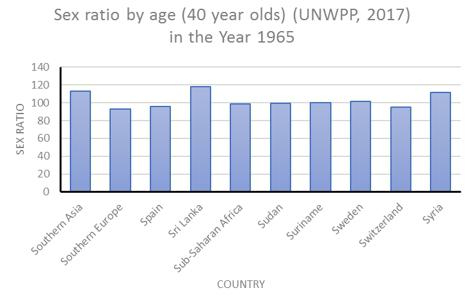 Sex ratio by age (40 year olds) (UNWPP, 2017)
in the Year 1965
140
120
100
80
60
40
20
0
SEX RATIO
Southern Asia
Southern Europe
Spain
Sri Lanka
Sub-Saharan Africa
Sudan
Suriname
Sweden
Switzerland
Syria
COUNTRY